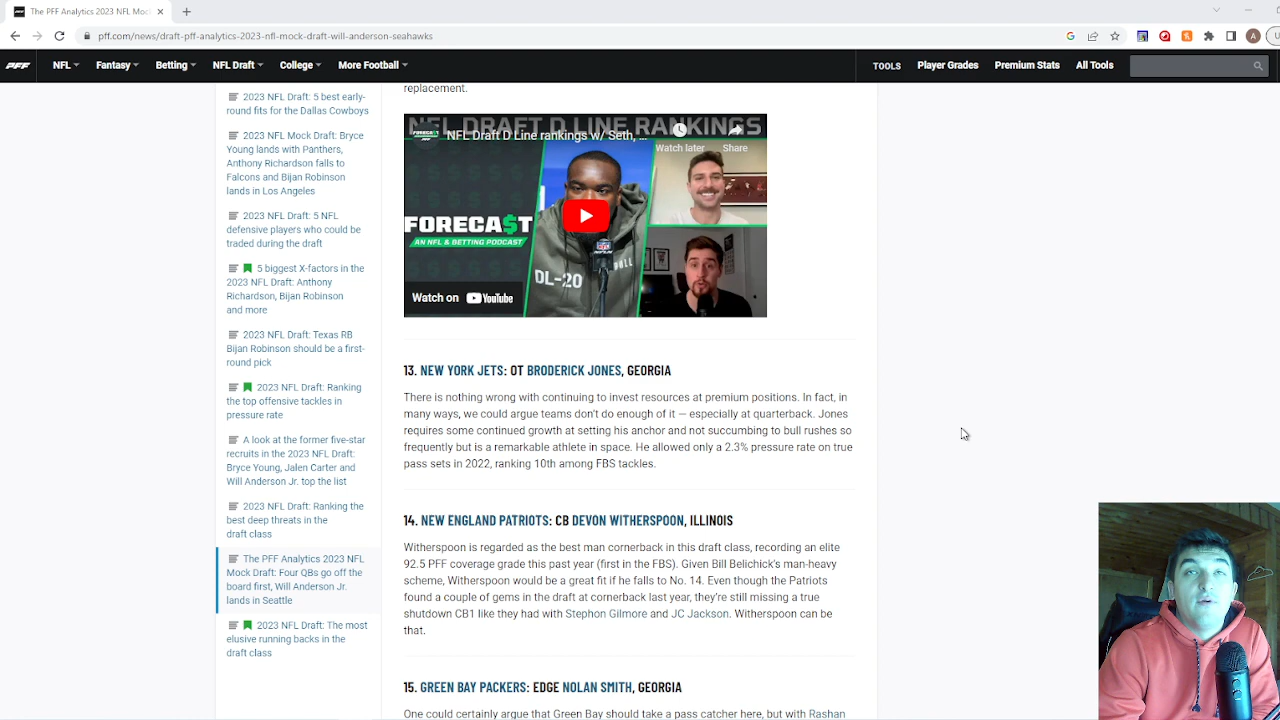 The PFF Analytics 2023 NFL Moc
pff.com/news/draft-pff-analytics-2023-nfl-mock-draft-will-anderson-seahawks
A
PFF
NFL
Fantasy
Betting
NFL Draft
College
More Football
TOOLS
Player Grades
Premium Stats
All Tools
2023 NFL Draft: 5 best early-
round fits for the Dallas Cowboys
2023 NFL Mock Draft: Bryce
Young lands with Panthers,
Anthony Richardson falls to
Falcons and Bijan Robinson
lands in Los Angeles
2023 NFL Draft: 5 NFL
defensive players who could be
traded during the draft
5 biggest X-factors in the
2023 NFL Draft: Anthony
Richardson, Bijan Robinson
and more
2023 NFL Draft: Texas RB
Bijan Robinson should be a first-
round pick
2023 NFL Draft: Ranking
the top offensive tackles in
pressure rate
A look at the former five-star
recruits in the 2023 NFL Draft:
Bryce Young, Jalen Carter and
Will Anderson Jr. top the list
2023 NFL Draft: Ranking the
best deep threats in the
draft class
The PFF Analytics 2023 NFL
Mock Draft: Four QBs go off the
board first, Will Anderson Jr.
lands in Seattle
2023 NFL Draft: The most
elusive running backs in the
draft class
replacement.
NFL DRAFT D LINE RANKINGS
NFL Draft D Line rankings w/ Seth, ...
Watch later
Share
FORECA$T
AN NFL & BETTING PODCAST
DL-20
Watch on YouTube
13. NEW YORK JETS: OT BRODERICK JONES, GEORGIA
There is nothing wrong with continuing to invest resources at premium positions. In fact, in
many ways, we could argue teams don't do enough of it — especially at quarterback. Jones
requires some continued growth at setting his anchor and not succumbing to bull rushes so
frequently but is a remarkable athlete in space. He allowed only a 2.3% pressure rate on true
pass sets in 2022, ranking 10th among FBS tackles.
14. NEW ENGLAND PATRIOTS: CB DEVON WITHERSPOON, ILLINOIS
Witherspoon is regarded as the best man cornerback in this draft class, recording an elite
92.5 PFF coverage grade this past year (first in the FBS). Given Bill Belichick's man-heavy
scheme, Witherspoon would be a great fit if he falls to No. 14. Even though the Patriots
found a couple of gems in the draft at cornerback last year, they're still missing a true
shutdown CB1 like they had with Stephon Gilmore and JC Jackson. Witherspoon can be
that.
15. GREEN BAY PACKERS: EDGE NOLAN SMITH, GEORGIA
One could certainly argue that Green Bay should take a pass catcher here, but with Rashan